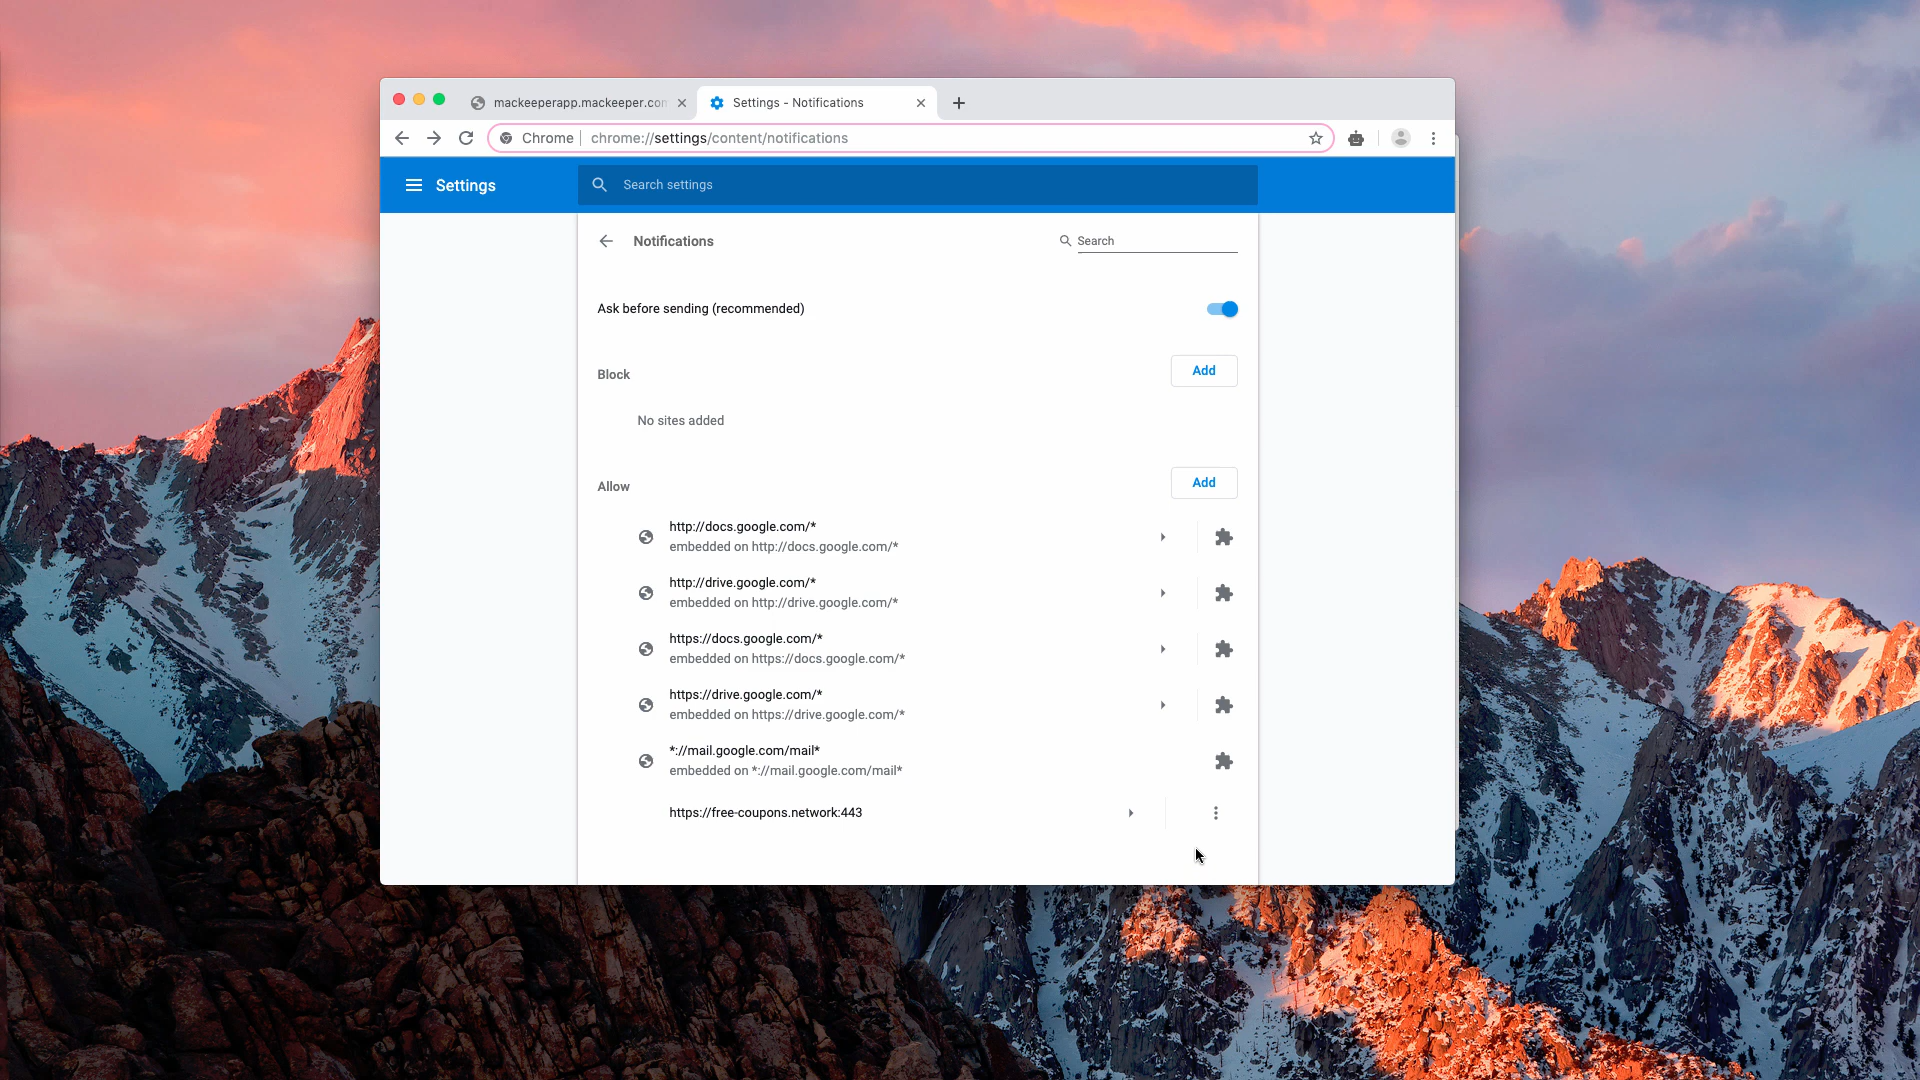 mackeeperapp.mackeeper.com
Settings - Notifications
Chrome
chrome://settings/content/notifications
Settings
Search settings
Notifications
Search
Ask before sending (recommended)
Block
Add
No sites added
Allow
Add
http://docs.google.com/*
embedded on http://docs.google.com/*
http://drive.google.com/*
embedded on http://drive.google.com/*
https://docs.google.com/*
embedded on https://docs.google.com/*
https://drive.google.com/*
embedded on https://drive.google.com/*
*://mail.google.com/mail*
embedded on *://mail.google.com/mail*
https://free-coupons.network:443